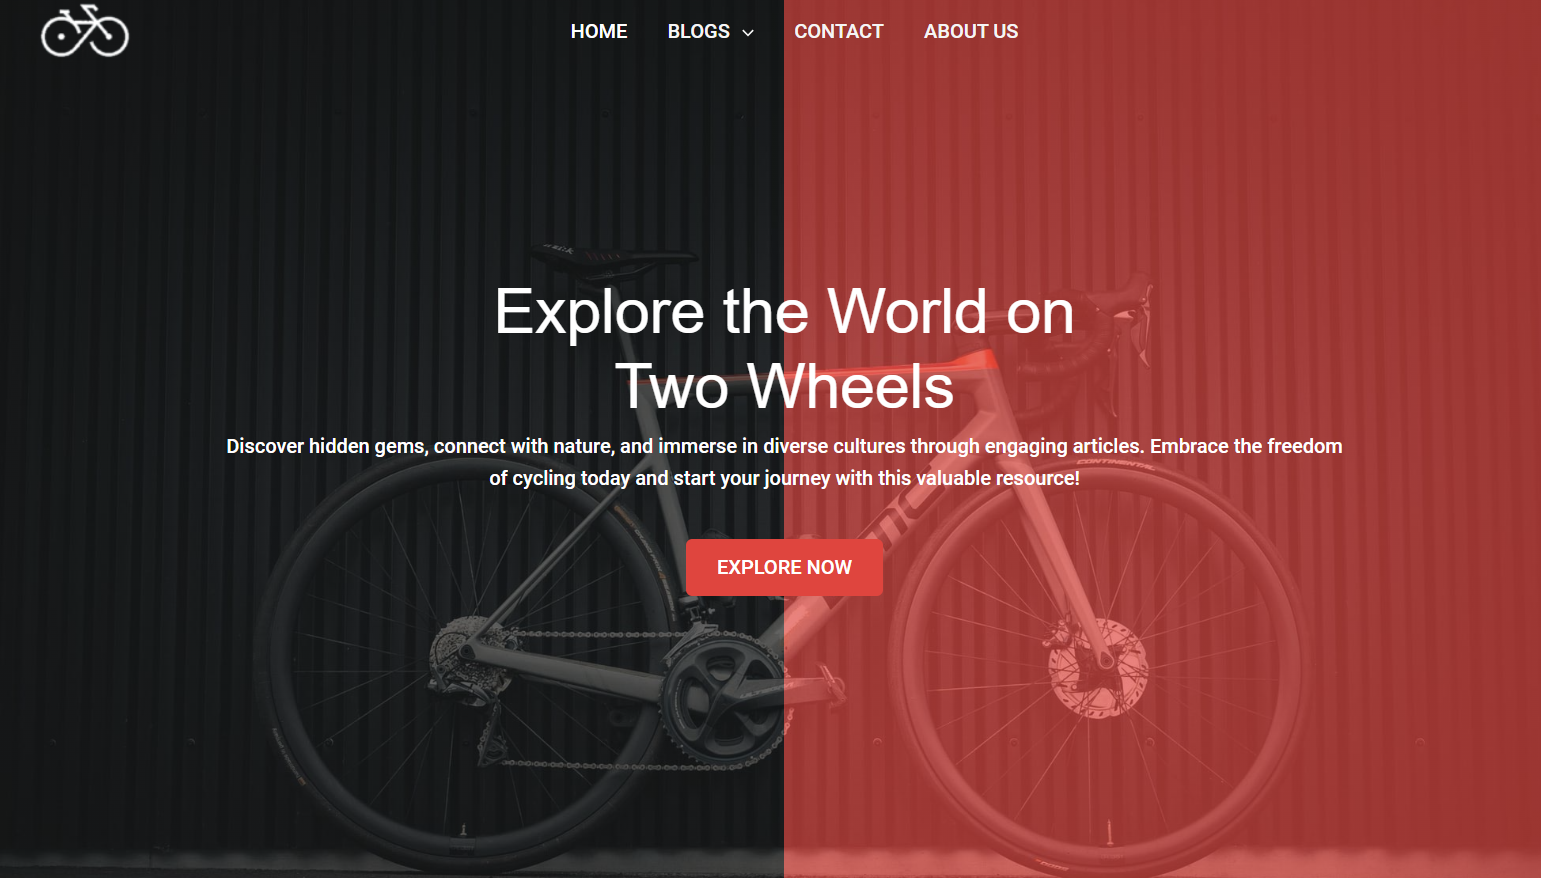 HOME BLOGS CONTACT ABOUT US
Explore the World on
Two Wheels
Discover hidden gems, connect with nature, and immerse in diverse cultures through engaging articles. Embrace the freedom
of cycling today and start your journey with this valuable resource!
CONTINENTAL
EXPLORE NOW